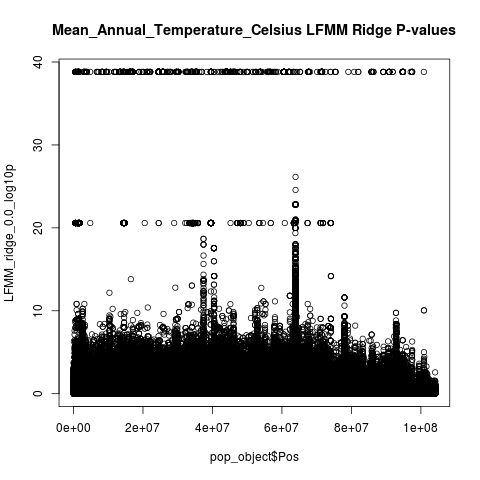 Mean_Annual_Temperature_Celsius LFMM Ridge P-values
40
30
20
10
0
LFMM_ridge_0.0_log10p
0e+00 2e+07 4e+07 6e+07 8e+07 1e+08
pop_object$Pos